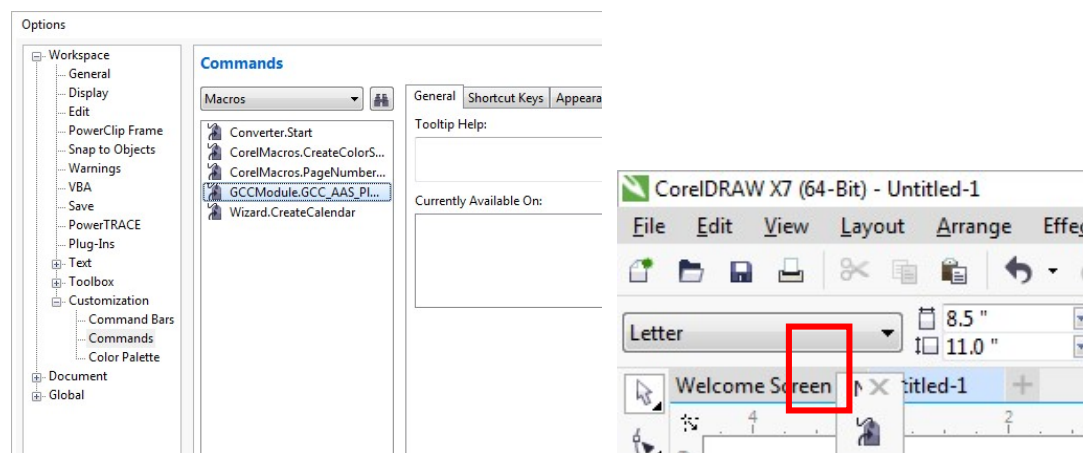 Options
Workspace
General
Display
Edit
PowerClip Frame
Snap to Objects
Warnings
VBA
Save
PowerTRACE
Plug-Ins
Text
Toolbox
Customization
Command Bars
Commands
Color Palette
Document
Global
Commands
Macros
Converter.Start
CorelMacros.CreateColorS...
CorelMacros.PageNumber...
GCCModule.GCC_AAS_Pl...
Wizard.CreateCalendar
General Shortcut Keys Appeara
Tooltip Help:
Currently Available On:
CorelDRAW X7 (64-Bit) - Untitled-1
File Edit View Layout Arrange Effe
Letter
8.5 "
11.0 "
Welcome Screen titled-1
4 2